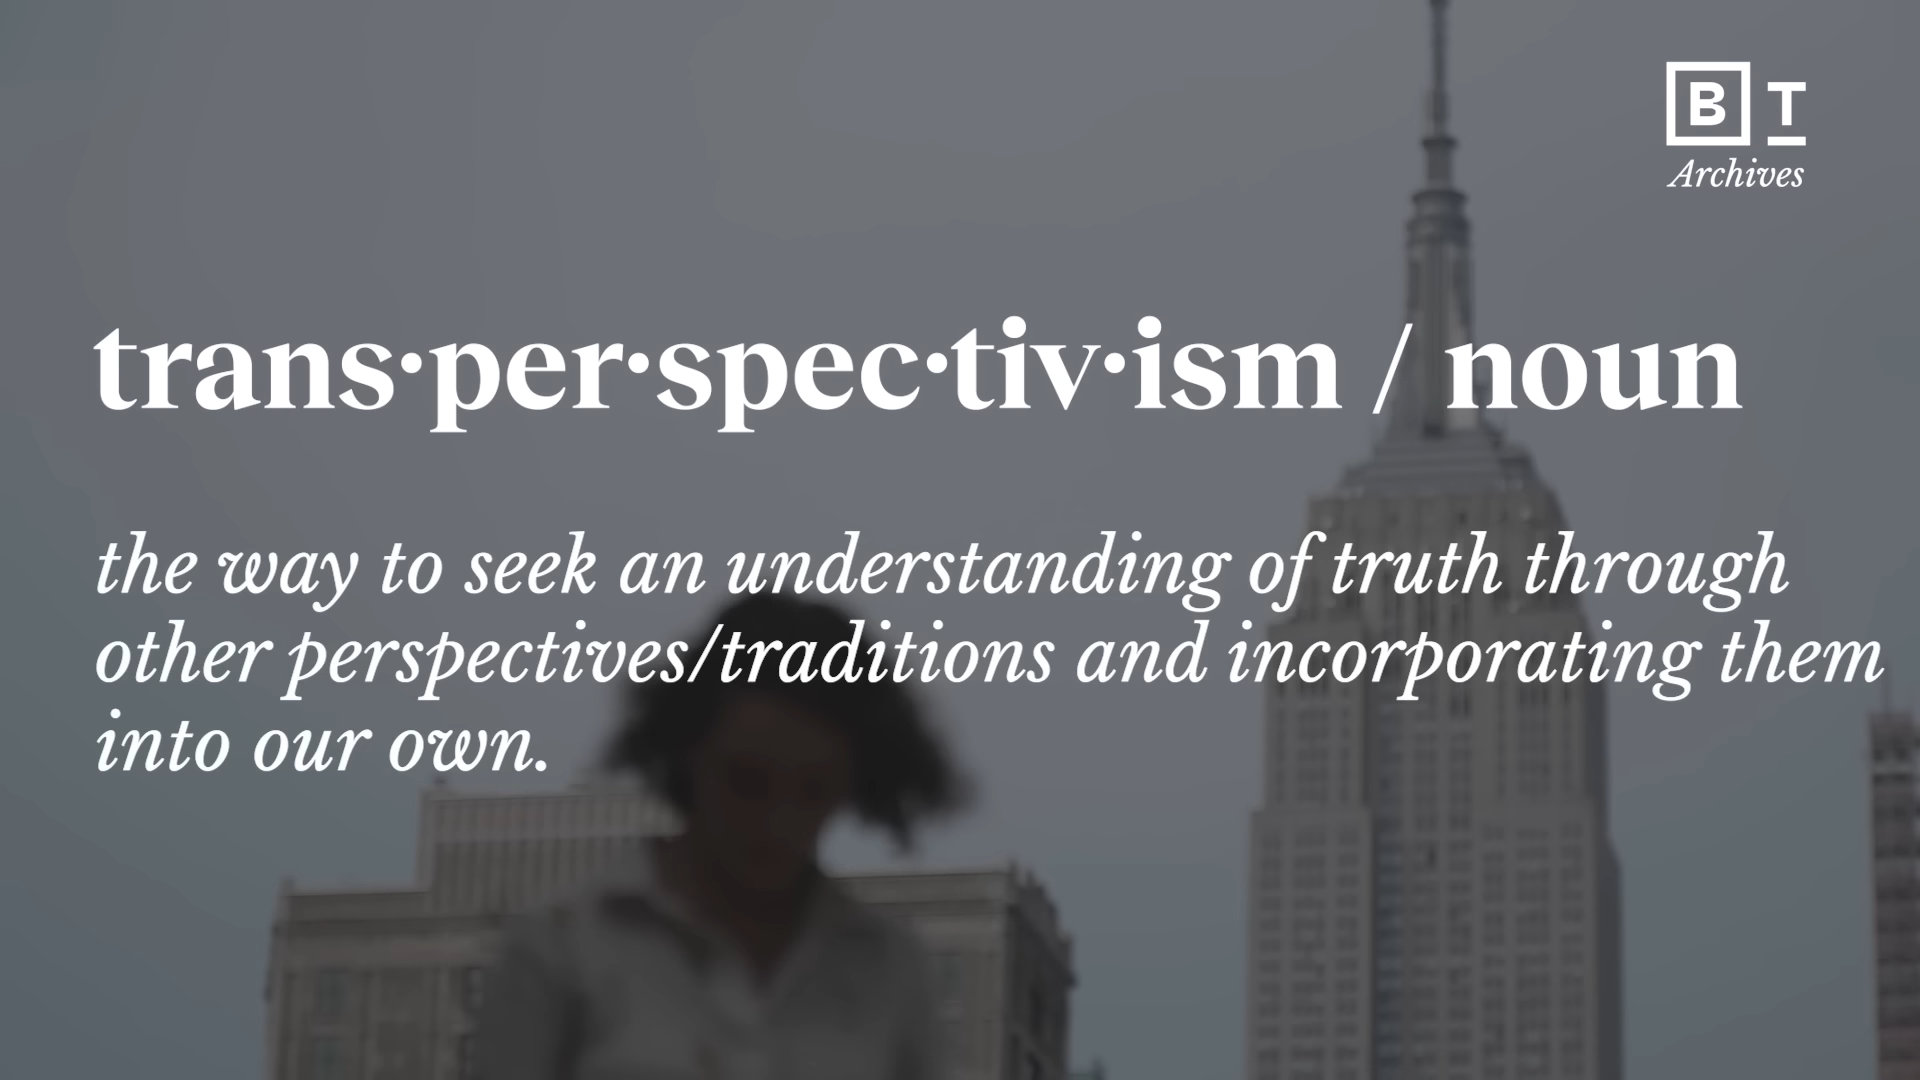 B T
Archives
trans·per·spec·tiv·ism / noun
the way to seek an understanding of truth through
other perspectives/traditions and incorporating them
into our own.